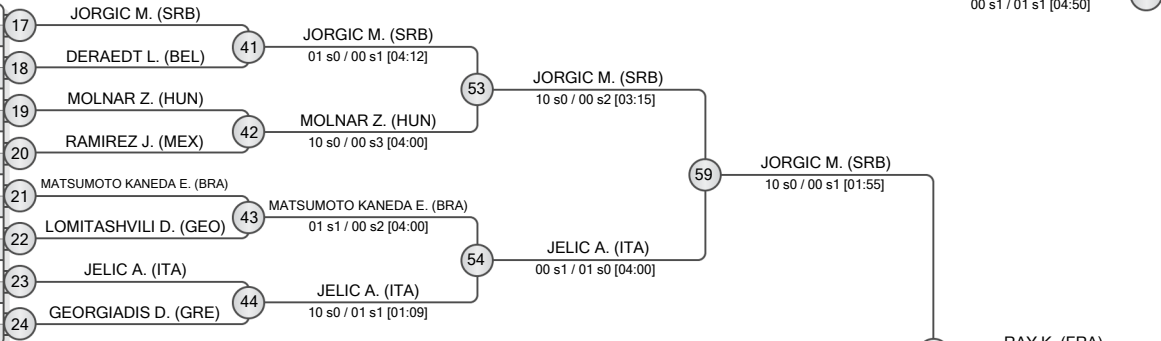 00 s1 / 01 s1 [04:50]
17
JORGIC M. (SRB)
18
DERAEDT L. (BEL)
41
JORGIC M. (SRB)
01 s0 / 00 s1 [04:12]
19
MOLNAR Z. (HUN)
20
RAMIREZ J. (MEX)
42
MOLNAR Z. (HUN)
10 s0 / 00 s3 [04:00]
53
JORGIC M. (SRB)
10 s0 / 00 s2 [03:15]
21
MATSUMOTO KANEDA E. (BRA)
22
LOMITASHVILI D. (GEO)
43
MATSUMOTO KANEDA E. (BRA)
01 s1 / 00 s2 [04:00]
23
JELIC A. (ITA)
24
GEORGIADIS D. (GRE)
44
JELIC A. (ITA)
10 s0 / 01 s1 [01:09]
54
JELIC A. (ITA)
00 s1 / 01 s0 [04:00]
59
JORGIC M. (SRB)
10 s0 / 00 s1 [01:55]